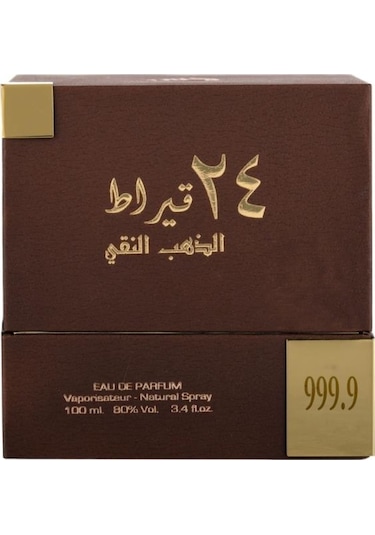 ٢٤ قيراط
الذهب النقي
EAU DE PARFUM
Vaporisateur - Natural Spray
100 ml. 80% Vol. 3.4 fl.oz.
999.9